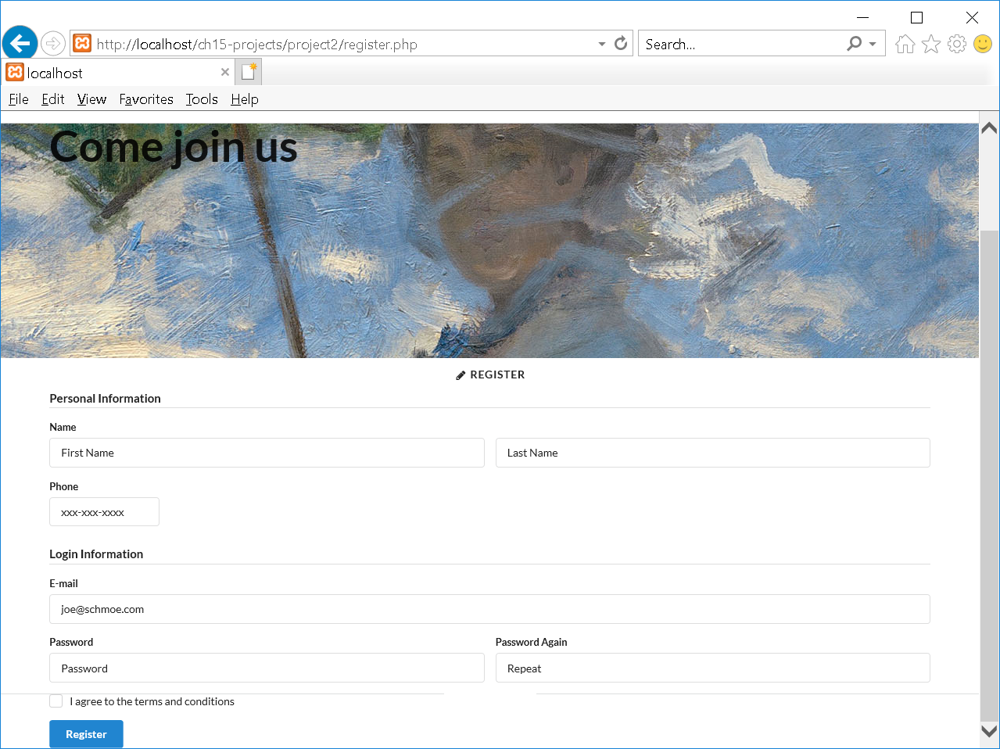 http://localhost/ch15-projects/project2/register.php
Search...
localhost
File Edit View Favorites Tools Help
Come join us
REGISTER
Personal Information
Name
First Name
Last Name
Phone
xxx-xxx-xxxx
Login Information
E-mail
joe@schmoe.com
Password
Password Again
Password
Repeat
I agree to the terms and conditions
Register